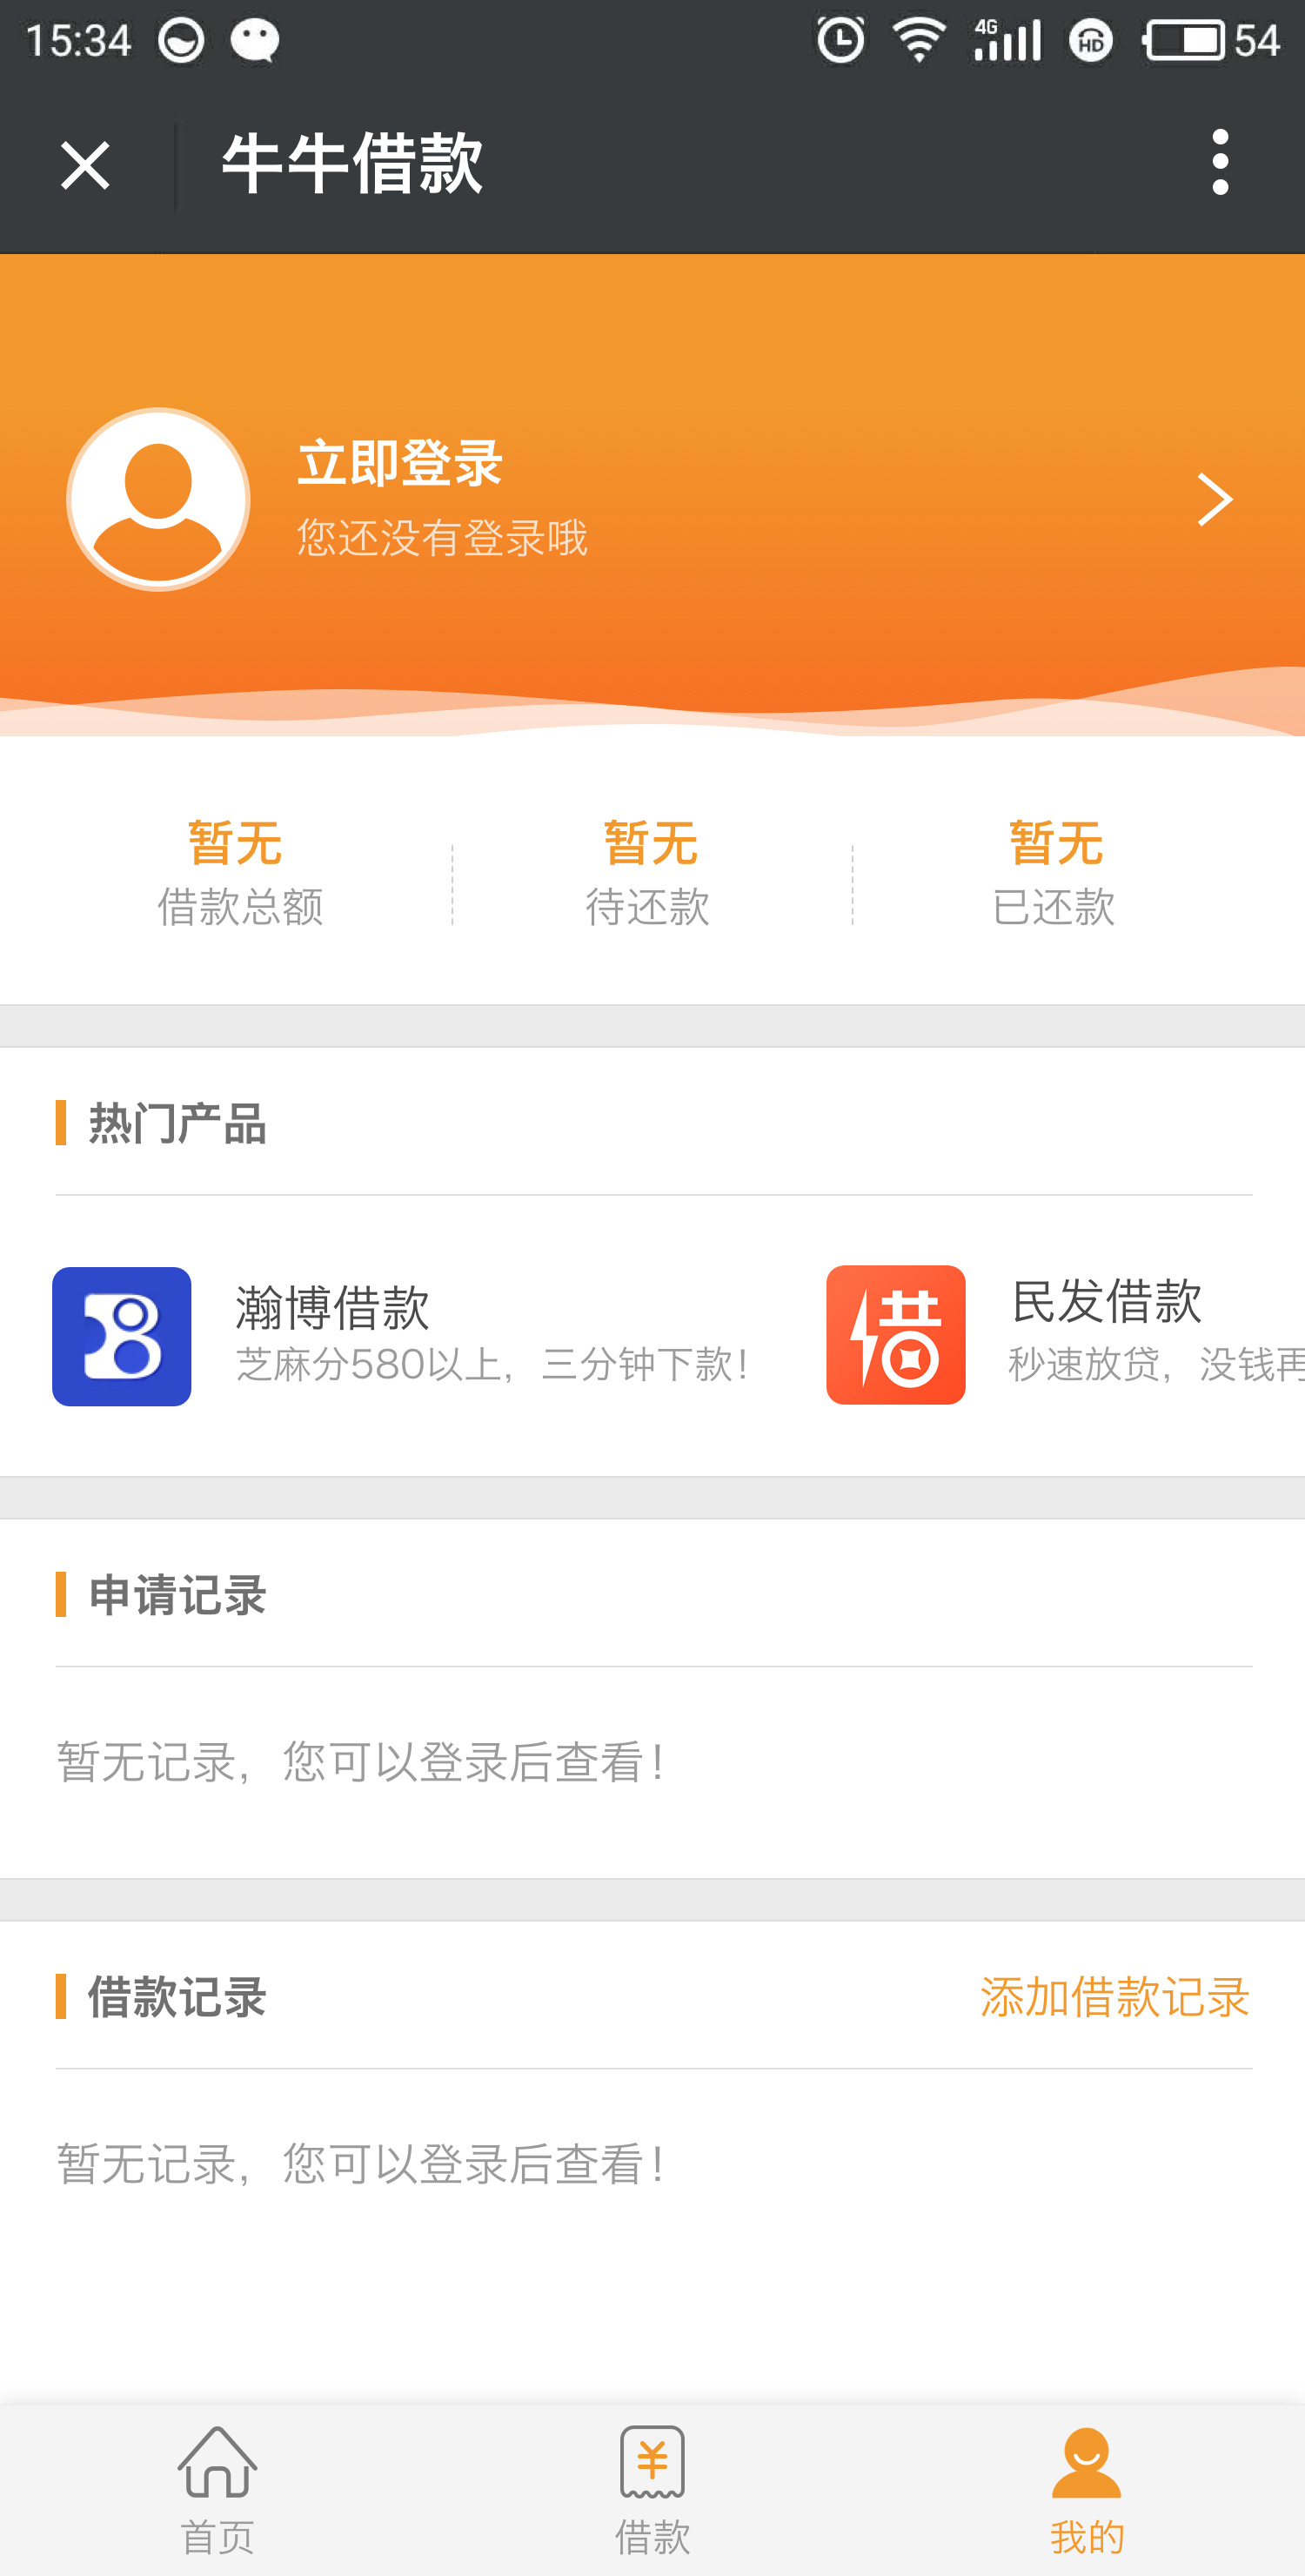 15:34
4G
HD
54
牛牛借款
立即登录
您还没有登录哦
暂无 暂无 暂无
借款总额 待还款 已还款
热门产品
瀚博借款
芝麻分580以上，三分钟下款！
借
民发借款
秒速放贷，没钱再
申请记录
暂无记录，您可以登录后查看！
借款记录 添加借款记录
暂无记录，您可以登录后查看！
¥
首页 借款 我的